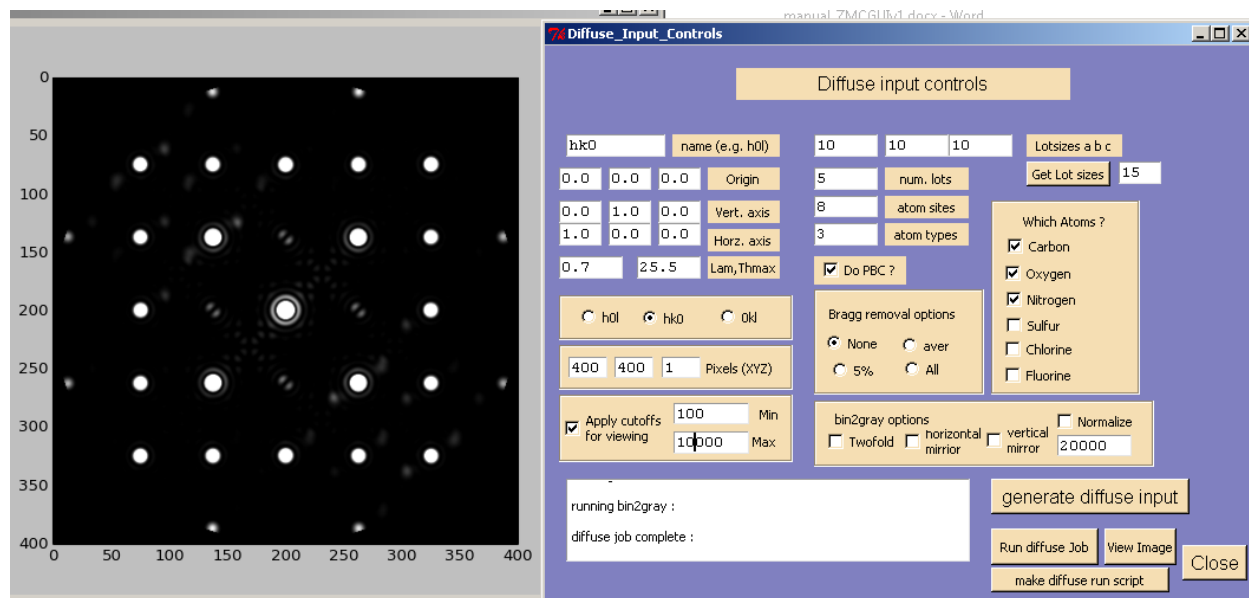 manual ZMCGUIv1.docx - Word
Diffuse_Input_Controls
Diffuse input controls
hk0 name (e.g. h0l) 10 10 10 Lotsizes a b c
0.0 0.0 0.0 Origin 5 num. lots Get Lot sizes 15
0.0 1.0 0.0 Vert. axis 8 atom sites
1.0 0.0 0.0 Horz. axis 3 atom types
0.7 25.5 Lam,Thmax Do PBC ?
Which Atoms ?
Carbon
Oxygen
Nitrogen
Sulfur
Chlorine
Fluorine
h0l hk0 0kl
Bragg removal options
None aver
5% All
400 400 1 Pixels (XYZ)
Apply cutoffs
for viewing
100 Min
10000 Max
bin2gray options
Normalize
Twofold
horizontal
mirrior
vertical
mirror
20000
running bin2gray :
diffuse job complete :
generate diffuse input
Run diffuse Job View Image
make diffuse run script
Close
0
50
100
150
200
250
300
350
400
0 50 100 150 200 250 300 350 400